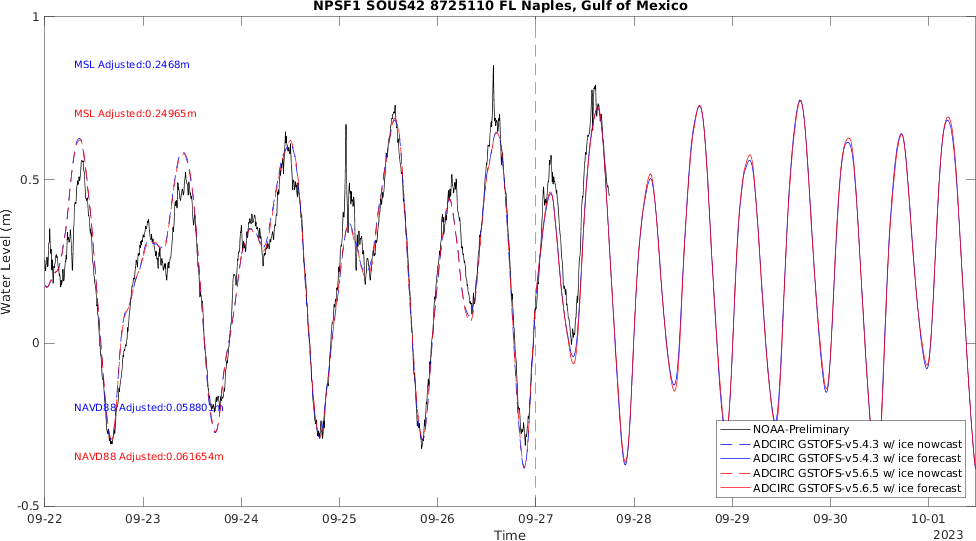 NPSF1 SOUS42 8725110 FL Naples, Gulf of Mexico
1
MSL Adjusted:0.2468m
MSL Adjusted:0.24965m
0.5
Water Level (m)
0
NAVD88 Adjusted:0.058801m
NOAA-Preliminary
ADCIRC GSTOFS-v5.4.3 w/ ice nowcast
NAVD88 Adjusted:0.061654m
ADCIRC GSTOFS-v5.4.3 w/ ice forecast
ADCIRC GSTOFS-v5.6.5 w/ ice nowcast
ADCIRC GSTOFS-v5.6.5 w/ ice forecast
-0.5
09-22 09-23 09-24 09-25 09-26 09-27 09-28 09-29 09-30 10-01
Time
2023